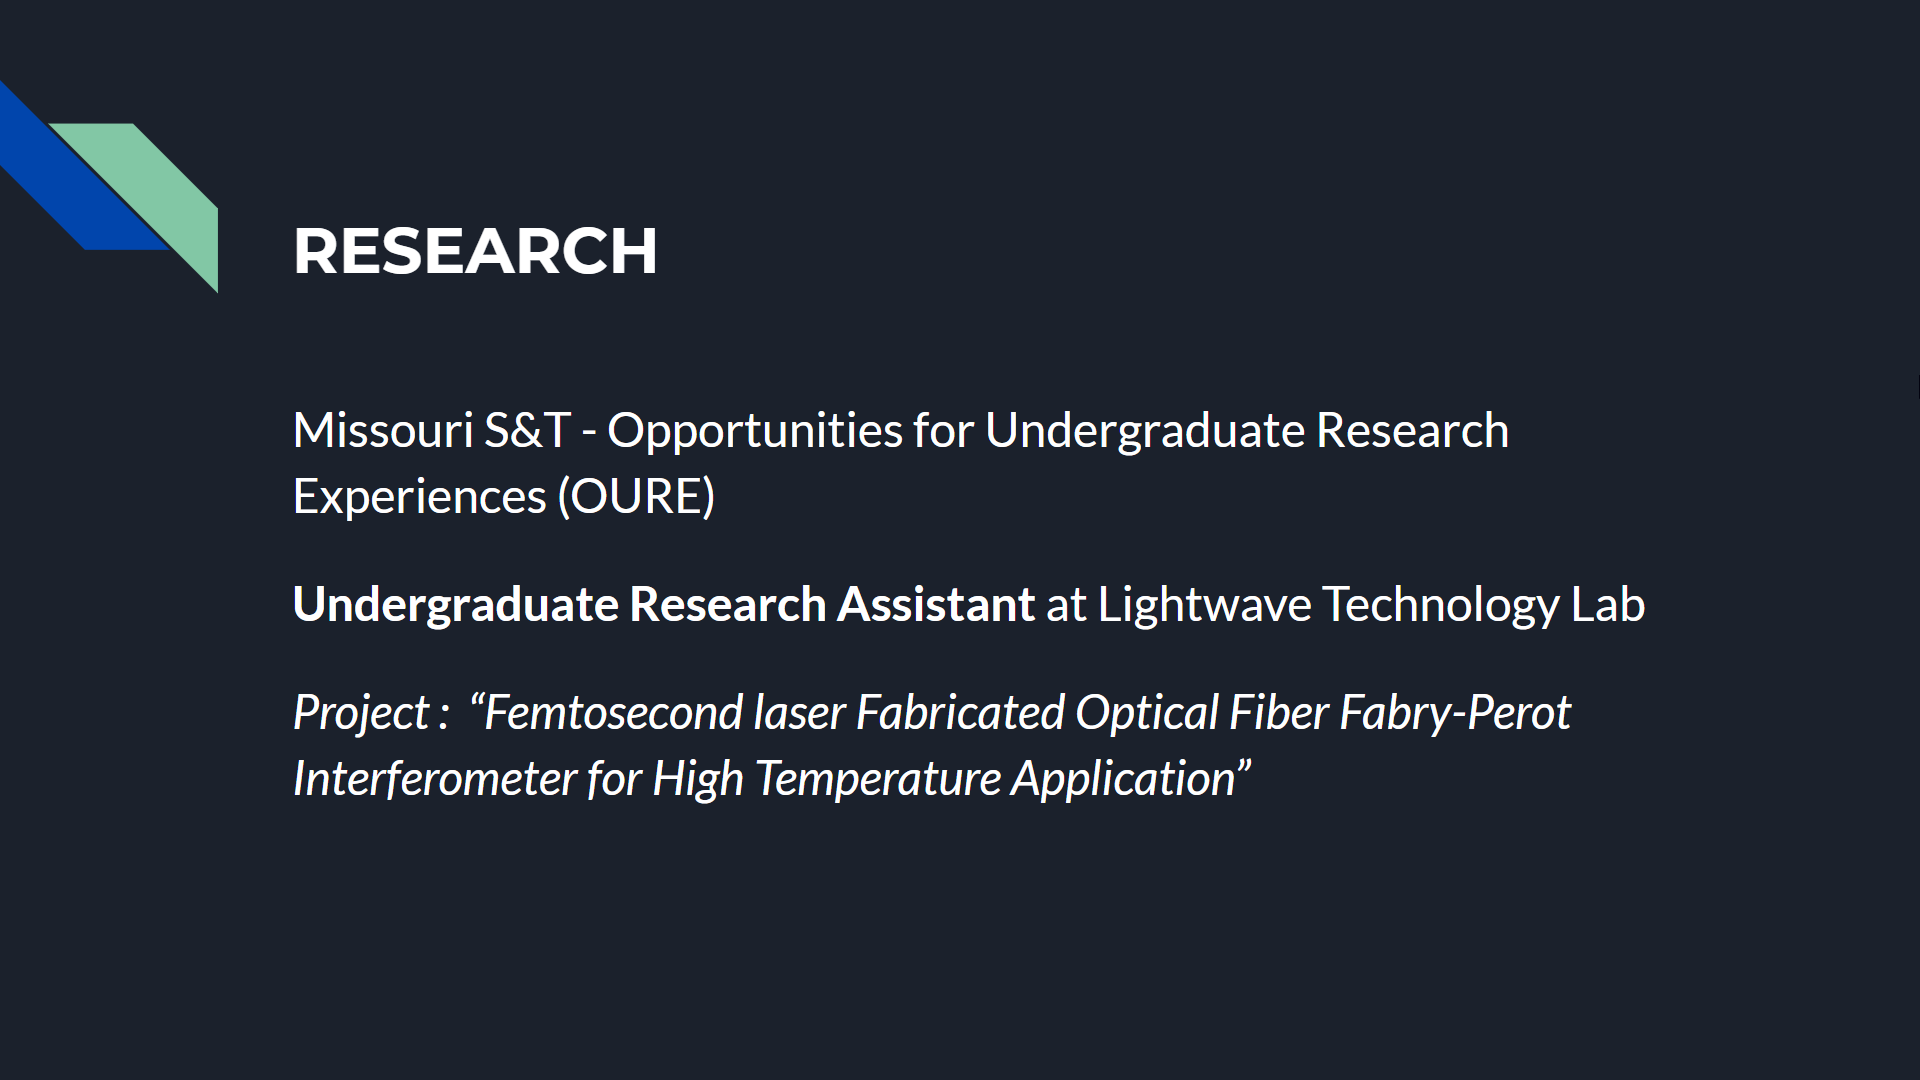 RESEARCH
Missouri S&T - Opportunities for Undergraduate Research
Experiences (OURE)
Undergraduate Research Assistant at Lightwave Technology Lab
Project :  “Femtosecond laser Fabricated Optical Fiber Fabry-Perot
Interferometer for High Temperature Application”